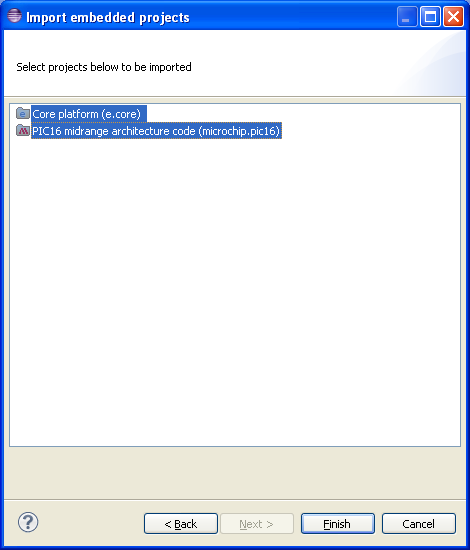 Import embedded projects
Select projects below to be imported
Core platform (e.core)
PIC16 midrange architecture code (microchip.pic16)
?
< Back
Next >
Finish
Cancel